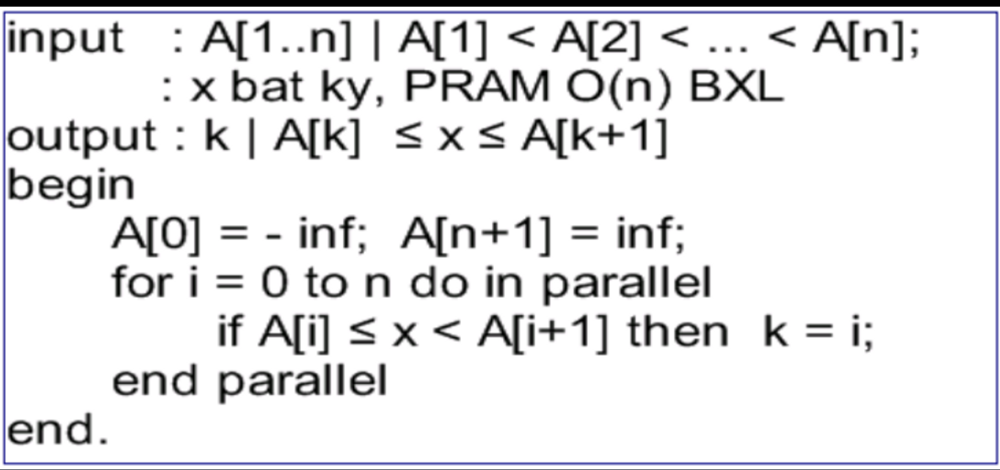 input : A[1..n] | A[1] < A[2] < ... < A[n];
: x bat ky, PRAM O(n) BXL
output : k | A[k] ≤ x ≤ A[k+1]
begin
A[0] = - inf; A[n+1] = inf;
for i = 0 to n do in parallel
if A[i] ≤ x < A[i+1] then k = i;
end parallel
end.